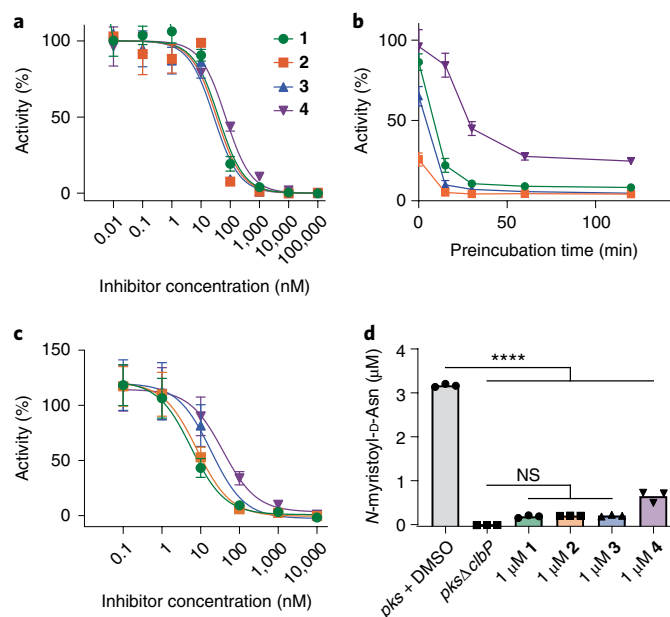 a
Activity (%)
100
50
0
0.01
0.1
1
10
100
1,000
10,000
100,000
Inhibitor concentration (nM)
1
2
3
4
b
Activity (%)
100
50
0
0
50
100
Preincubation time (min)
c
Activity (%)
150
100
50
0
0.1
1
10
100
1,000
10,000
Inhibitor concentration (nM)
d
N-myristoyl-D-Asn (μM)
4
3
2
1
0
****
NS
pks + DMSO
pksΔclbP
1 μM 1
1 μM 2
1 μM 3
1 μM 4